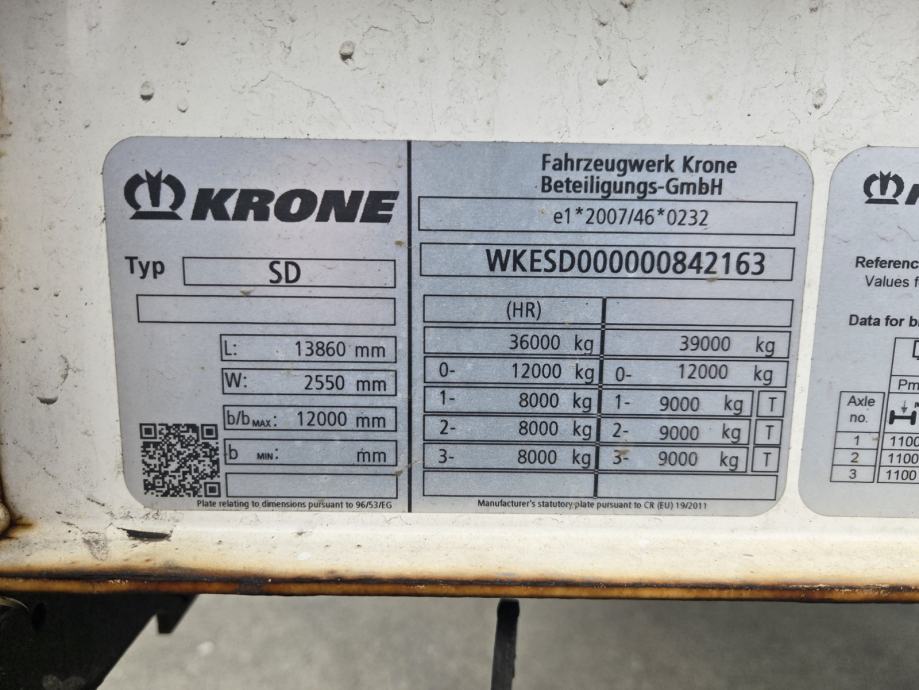 KRONE
Typ SD
L: 13860 mm
W: 2550 mm
b/bMAX: 12000 mm
b MIN: mm
Plate relating to dimensions pursuant to 96/53/EG
Fahrzeugwerk Krone
Beteiligungs-GmbH
e1*2007/46*0232
WKESD000000842163
(HR)
36000 kg 39000 kg
0- 12000 kg 0- 12000 kg
1- 8000 kg 1- 9000 kg T
2- 8000 kg 2- 9000 kg T
3- 8000 kg 3- 9000 kg T
Manufacturer's statutory plate pursuant to CR (EU) 19/2011
Values f
Data for b
Pm
Axle
no.
1 1100
2 1100
3 1100